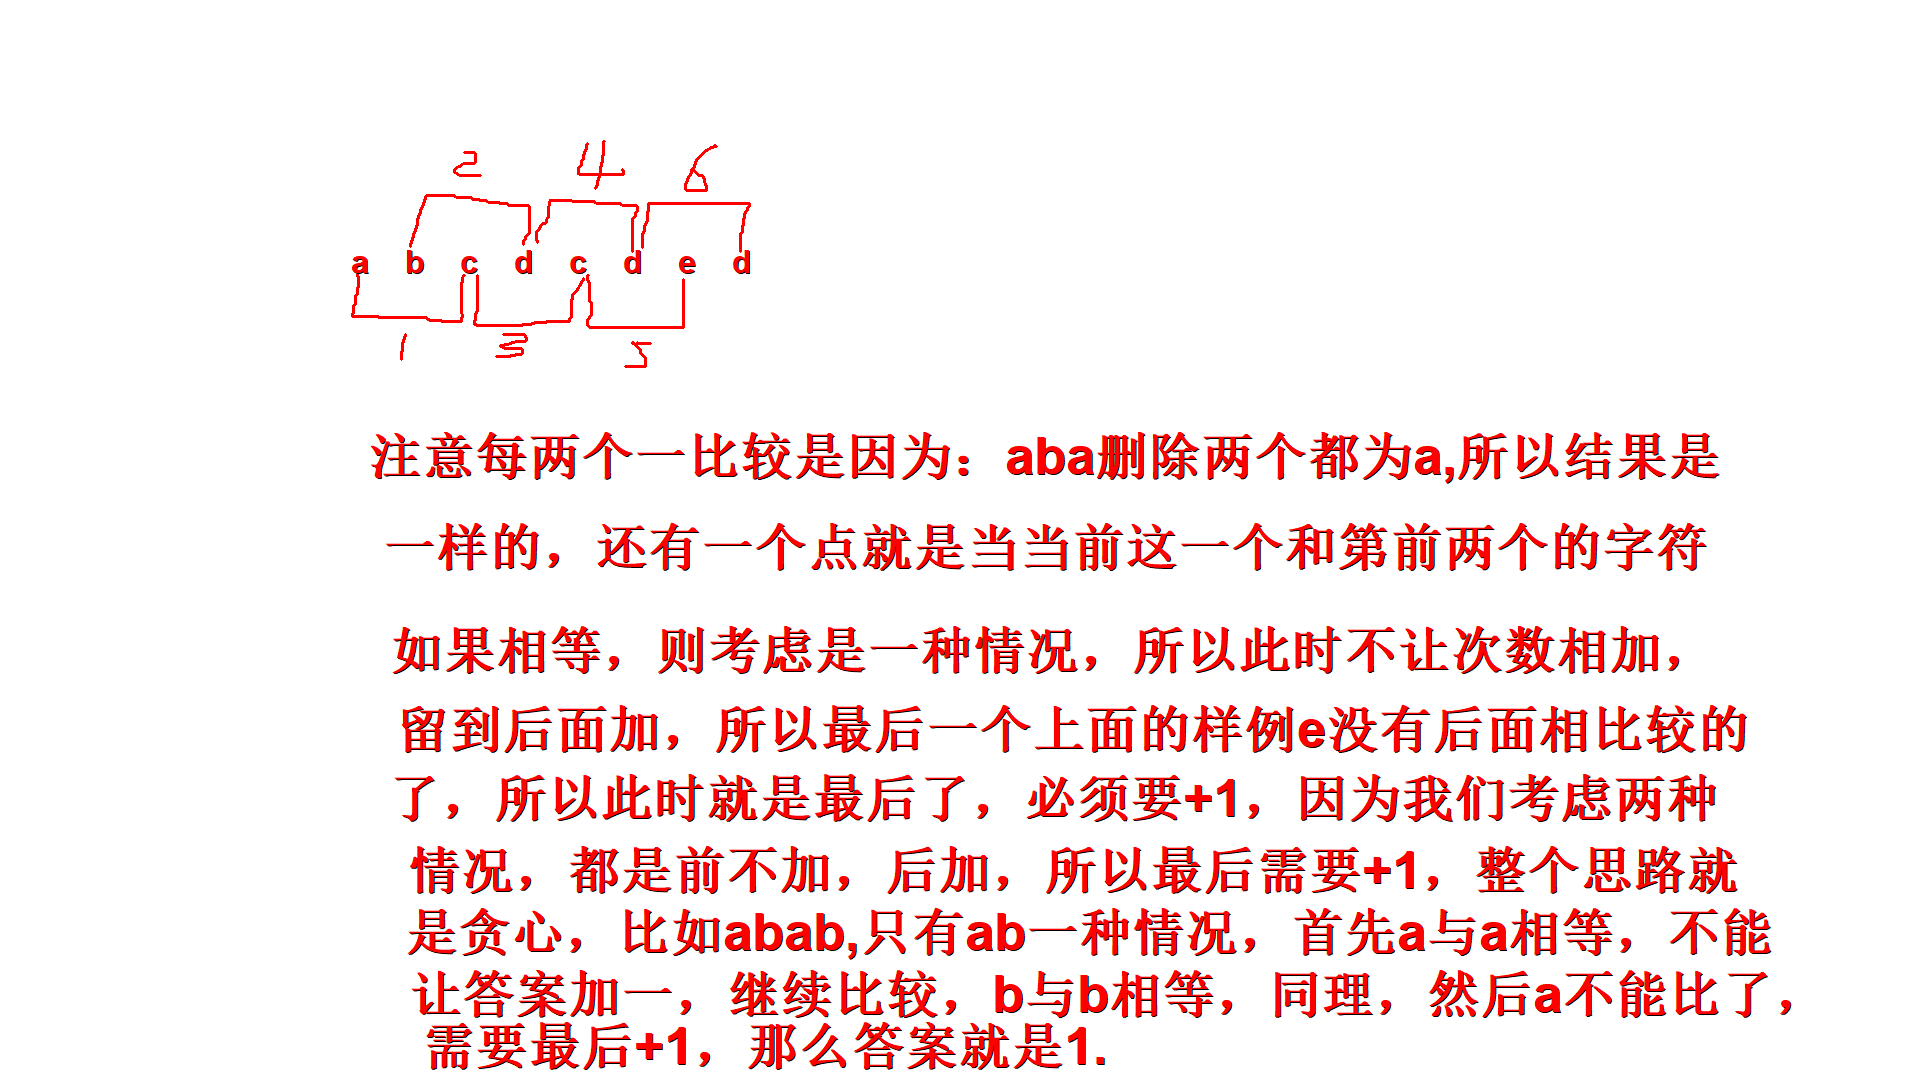 2 4 6
a b c d c d e d
1 3 5
注意每两个一比较是因为：aba删除两个都为a,所以结果是
一样的，还有一个点就是当当前这一个和第前两个的字符
如果相等，则考虑是一种情况，所以此时不让次数相加，
留到后面加，所以最后一个上面的样例e没有后面相比较的
了，所以此时就是最后了，必须要+1，因为我们考虑两种
情况，都是前不加，后加，所以最后需要+1，整个思路就
是贪心，比如abab,只有ab一种情况，首先a与a相等，不能
让答案加一，继续比较，b与b相等，同理，然后a不能比了，
需要最后+1，那么答案就是1.